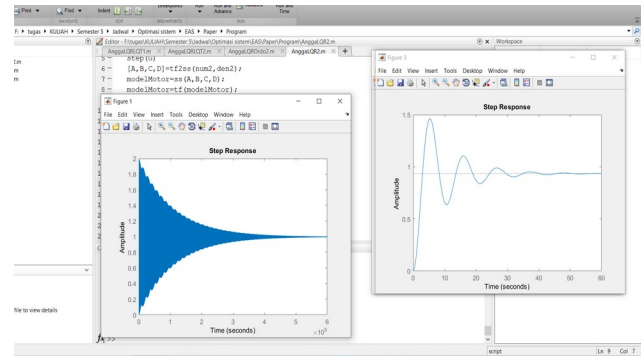 Print
Find
Indent
Advance
Time
NAVIGATE
EDIT
BREAKPOINTS
RUN
F: ▸ tugas ▸ KULIAH ▸ Semester 5 ▸ Jadwal ▸ Optimasi sistem ▸ EAS ▸ Paper ▸ Program
Editor - F:\tugas\KULIAH\Semester 5\Jadwal\Optimasi sistem\EAS\Paper\Program\AnggaLQR2.m
Workspace
AnggaLQRLQT1.m
AnggaLQRLQT2.m
AnggaLQROrdo2.m
AnggaLQR2.m
5 - step(G)
6 - [A,B,C,D]=tf2ss(num2,den2);
7 - modelMotor=ss(A,B,C,D);
8 - modelMotor=tf(modelMotor);
Figure 1
File Edit View Insert Tools Desktop Window Help
Step Response
Amplitude
2
1.8
1.6
1.4
1.2
1
0.8
0.6
0.4
0.2
0
0 1 2 3 4 5 6
×10⁵
Time (seconds)
Figure 3
File Edit View Insert Tools Desktop Window Help
Step Response
Amplitude
1.5
1
0.5
0
0 10 20 30 40 50 60
Time (seconds)
file to view details
fx >>
script
Ln 9 Col 7